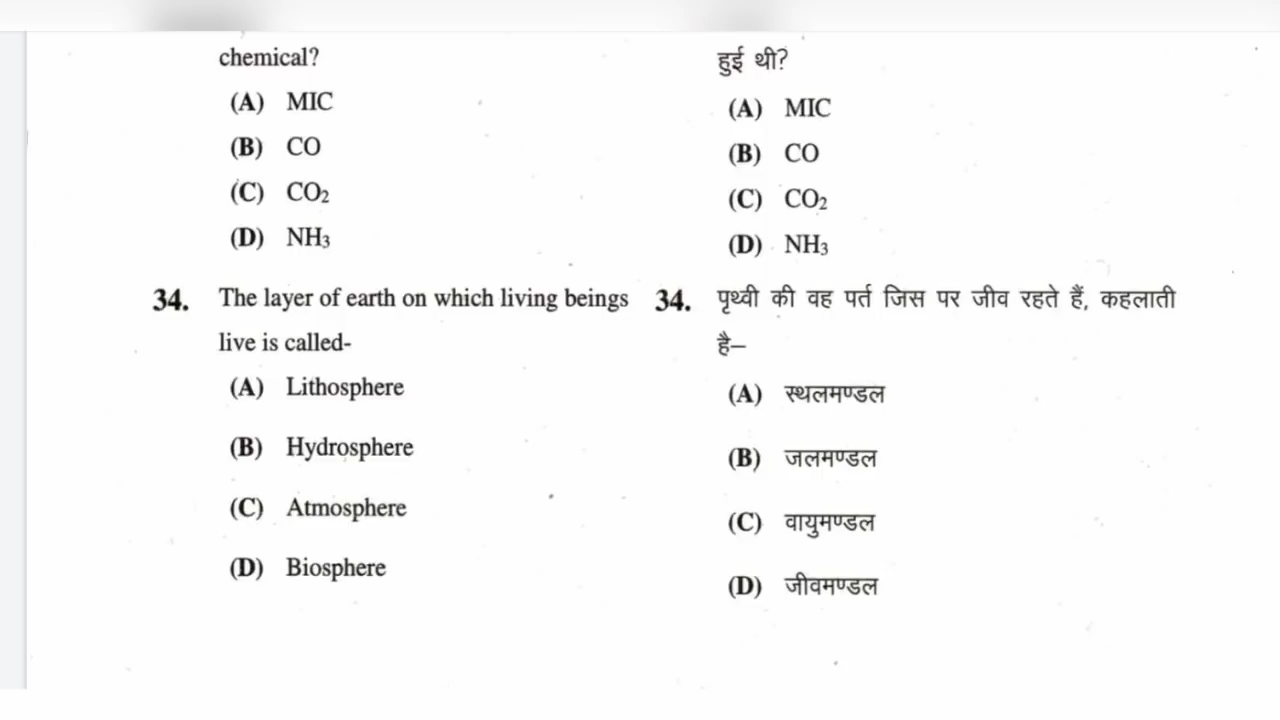 chemical?
(A) MIC
(B) CO
(C) CO₂
(D) NH₃
34. The layer of earth on which living beings
live is called-
(A) Lithosphere
(B) Hydrosphere
(C) Atmosphere
(D) Biosphere
हुई थी?
(A) MIC
(B) CO
(C) CO₂
(D) NH₃
34. पृथ्वी की वह पर्त जिस पर जीव रहते हैं, कहलाती
है–
(A) स्थलमण्डल
(B) जलमण्डल
(C) वायुमण्डल
(D) जीवमण्डल